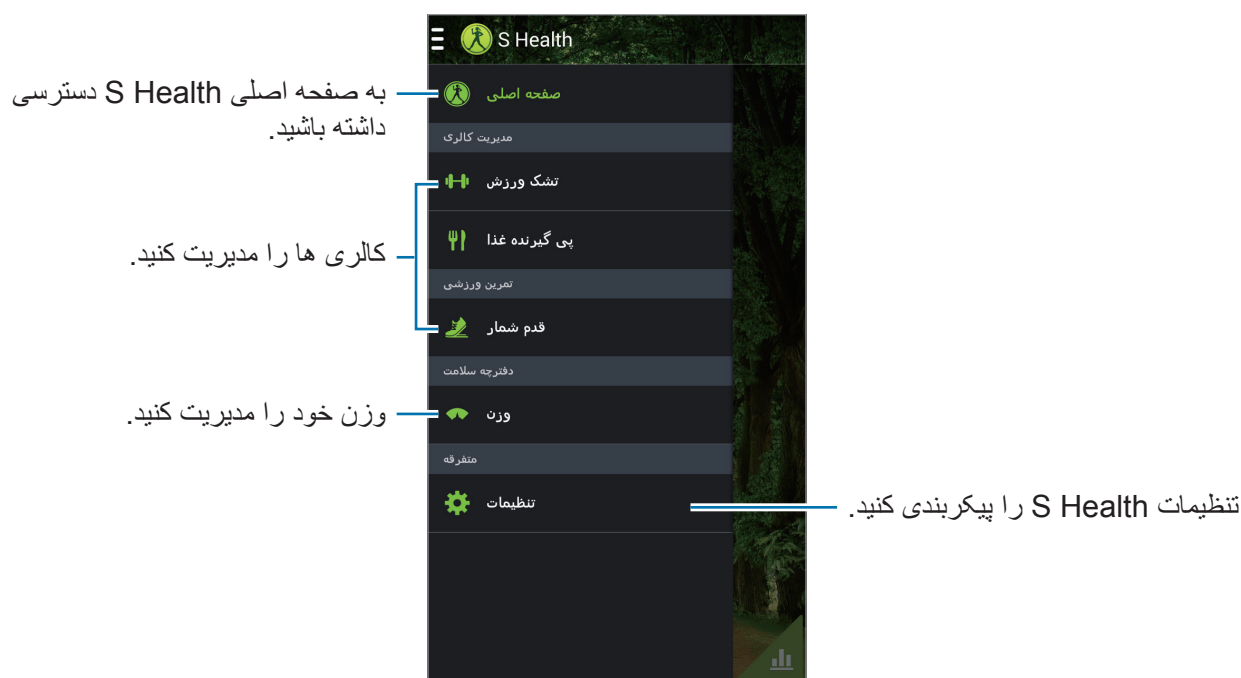 S Health
صفحه اصلی
به صفحه اصلی S Health دسترسی
داشته باشید.
مدیریت کالری
تشک ورزش
پی گیرنده غذا
کالری ها را مدیریت کنید.
تمرین ورزشی
قدم شمار
دفترچه سلامت
وزن
وزن خود را مدیریت کنید.
متفرقه
تنظیمات
تنظیمات S Health را پیکربندی کنید.